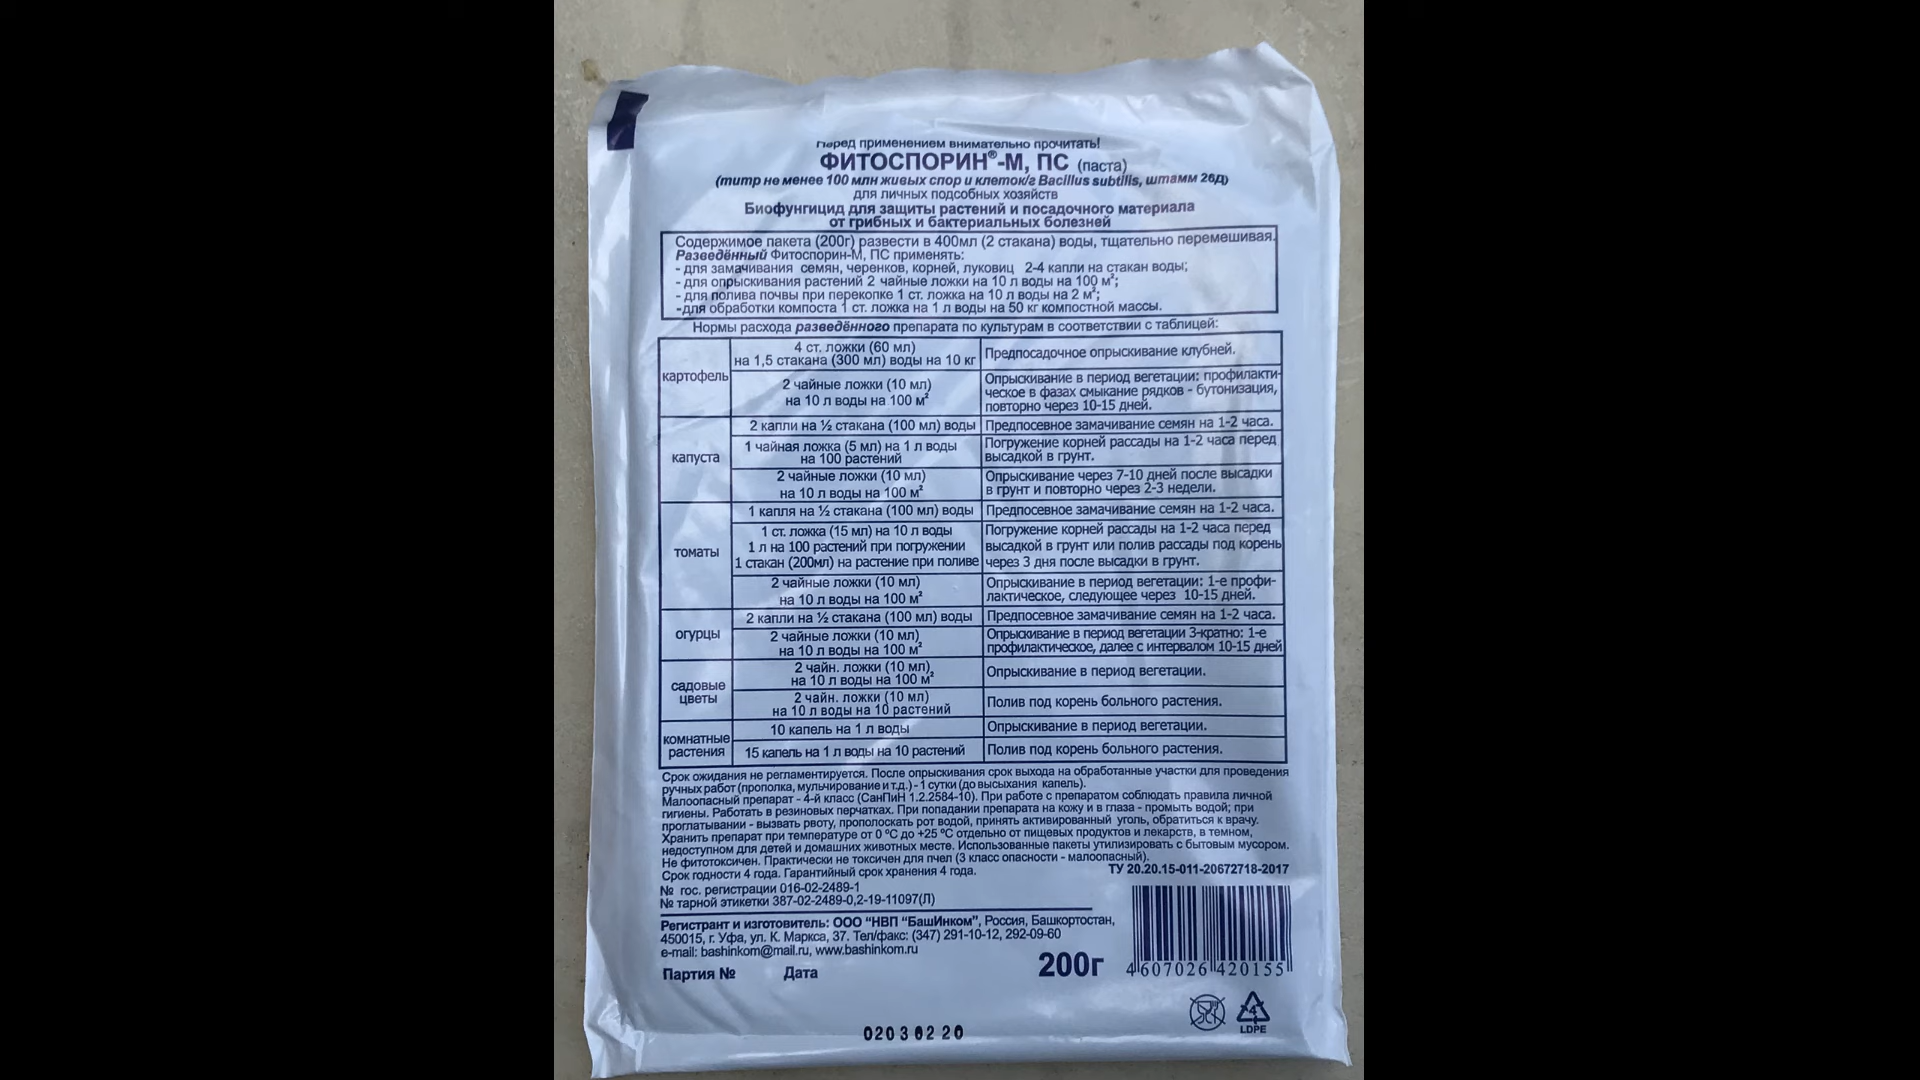 Перед применением внимательно прочитать!
ФИТОСПОРИН®-М, ПС (паста)
(титр не менее 100 млн живых спор и клеток/г Bacillus subtilis, штамм 26Д)
для личных подсобных хозяйств
Биофунгицид для защиты растений и посадочного материала
от грибных и бактериальных болезней
Содержимое пакета (200г) развести в 400мл (2 стакана) воды, тщательно перемешивая.
Разведённый Фитоспорин-М, ПС применять:
- для замачивания семян, черенков, корней, луковиц 2-4 капли на стакан воды;
- для опрыскивания растений 2 чайные ложки на 10 л воды на 100 м²;
- для полива почвы при перекопке 1 ст. ложка на 10 л воды на 2 м²;
-для обработки компоста 1 ст. ложка на 1 л воды на 50 кг компостной массы.
Нормы расхода разведённого препарата по культурам в соответствии с таблицей:
картофель
4 ст. ложки (60 мл)
на 1,5 стакана (300 мл) воды на 10 кг
Предпосадочное опрыскивание клубней.
2 чайные ложки (10 мл)
на 10 л воды на 100 м²
Опрыскивание в период вегетации: профилакти-
ческое в фазах смыкание рядков - бутонизация,
повторно через 10-15 дней.
капуста
2 капли на ½ стакана (100 мл) воды
Предпосевное замачивание семян на 1-2 часа.
1 чайная ложка (5 мл) на 1 л воды
на 100 растений
Погружение корней рассады на 1-2 часа перед
высадкой в грунт.
2 чайные ложки (10 мл)
на 10 л воды на 100 м²
Опрыскивание через 7-10 дней после высадки
в грунт и повторно через 2-3 недели.
томаты
1 капля на ½ стакана (100 мл) воды
Предпосевное замачивание семян на 1-2 часа.
1 ст. ложка (15 мл) на 10 л воды
1 л на 100 растений при погружении
1 стакан (200мл) на растение при поливе
Погружение корней рассады на 1-2 часа перед
высадкой в грунт или полив рассады под корень
через 3 дня после высадки в грунт.
2 чайные ложки (10 мл)
на 10 л воды на 100 м²
Опрыскивание в период вегетации: 1-е профи-
лактическое, следующее через 10-15 дней.
огурцы
2 капли на ½ стакана (100 мл) воды
Предпосевное замачивание семян на 1-2 часа.
2 чайные ложки (10 мл)
на 10 л воды на 100 м²
Опрыскивание в период вегетации 3-кратно: 1-е
профилактическое, далее с интервалом 10-15 дней
садовые
цветы
2 чайн. ложки (10 мл)
на 10 л воды на 100 м²
Опрыскивание в период вегетации.
2 чайн. ложки (10 мл)
на 10 л воды на 10 растений
Полив под корень больного растения.
комнатные
растения
10 капель на 1 л воды
Опрыскивание в период вегетации.
15 капель на 1 л воды на 10 растений
Полив под корень больного растения.
Срок ожидания не регламентируется. После опрыскивания срок выхода на обработанные участки для проведения
ручных работ (прополка, мульчирование и т.д.) - 1 сутки (до высыхания капель).
Малоопасный препарат - 4-й класс (СанПиН 1.2.2584-10). При работе с препаратом соблюдать правила личной
гигиены. Работать в резиновых перчатках. При попадании препарата на кожу и в глаза - промыть водой; при
проглатывании - вызвать рвоту, прополоскать рот водой, принять активированный уголь, обратиться к врачу.
Хранить препарат при температуре от 0 °С до +25 °С отдельно от пищевых продуктов и лекарств, в темном,
недоступном для детей и домашних животных месте. Использованные пакеты утилизировать с бытовым мусором.
Не фитотоксичен. Практически не токсичен для пчел (3 класс опасности - малоопасный).
Срок годности 4 года. Гарантийный срок хранения 4 года.
ТУ 20.20.15-011-20672718-2017
№ гос. регистрации 016-02-2489-1
№ тарной этикетки 387-02-2489-0,2-19-11097(Л)
Регистрант и изготовитель: ООО “НВП “БашИнком”, Россия, Башкортостан,
450015, г. Уфа, ул. К. Маркса, 37. Тел/факс: (347) 291-10-12, 292-09-60
e-mail: bashinkom@mail.ru, www.bashinkom.ru
Партия № Дата
200г
4 607026 420155
4
LDPE
0203 02 20